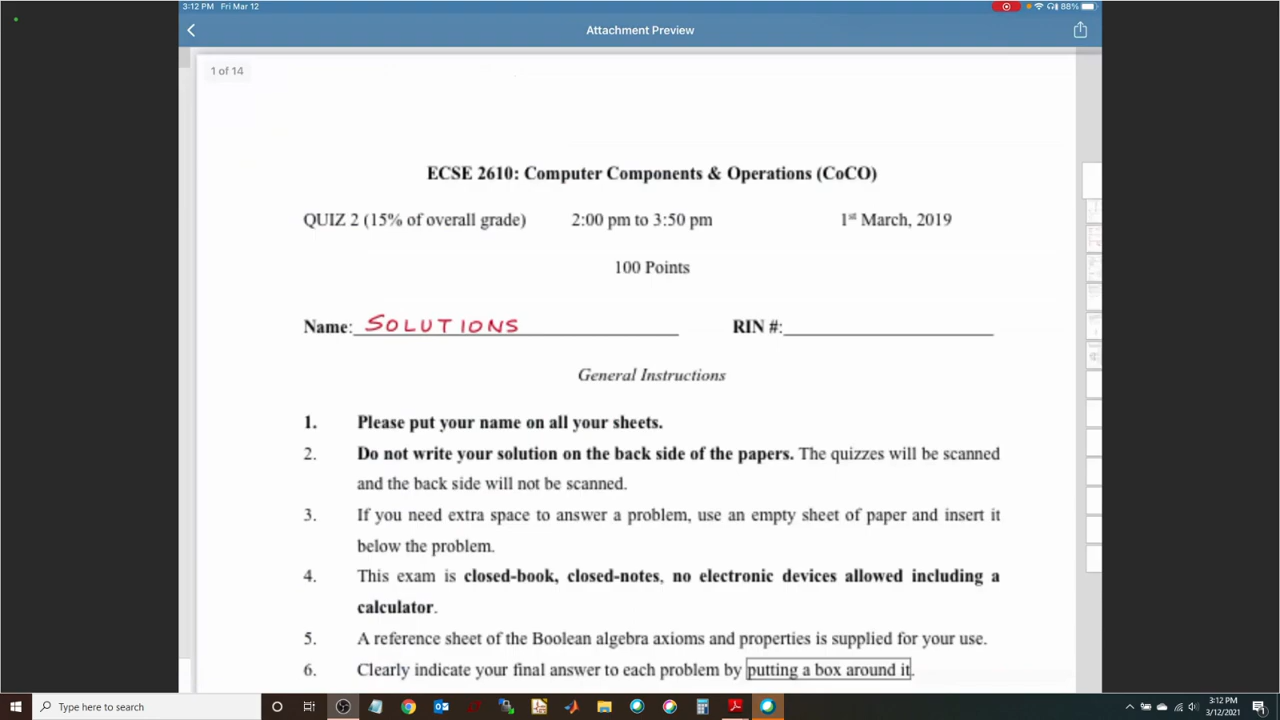 3:12 PM Fri Mar 12
88%
Attachment Preview
1 of 14
ECSE 2610: Computer Components & Operations (CoCO)
QUIZ 2 (15% of overall grade) 2:00 pm to 3:50 pm 1st March, 2019
100 Points
Name: SOLUTIONS RIN #:
General Instructions
1. Please put your name on all your sheets.
2. Do not write your solution on the back side of the papers. The quizzes will be scanned
and the back side will not be scanned.
3. If you need extra space to answer a problem, use an empty sheet of paper and insert it
below the problem.
4. This exam is closed-book, closed-notes, no electronic devices allowed including a
calculator.
5. A reference sheet of the Boolean algebra axioms and properties is supplied for your use.
6. Clearly indicate your final answer to each problem by putting a box around it.
Type here to search
3:12 PM
3/12/2021